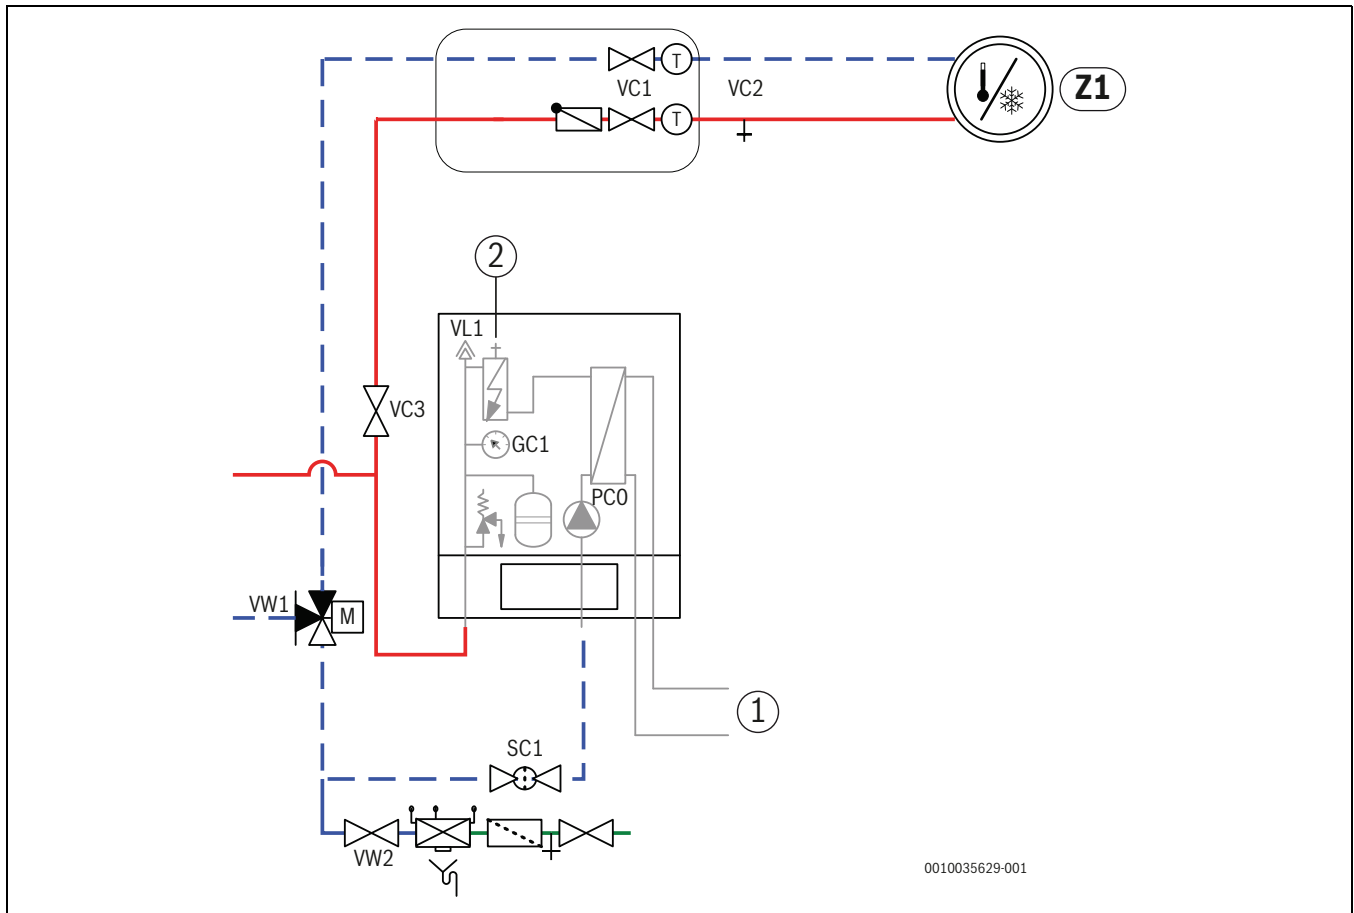 T
VC1
VC2
Z1
T
2
VL1
VC3
GC1
PC0
VW1
M
1
SC1
VW2
0010035629-001